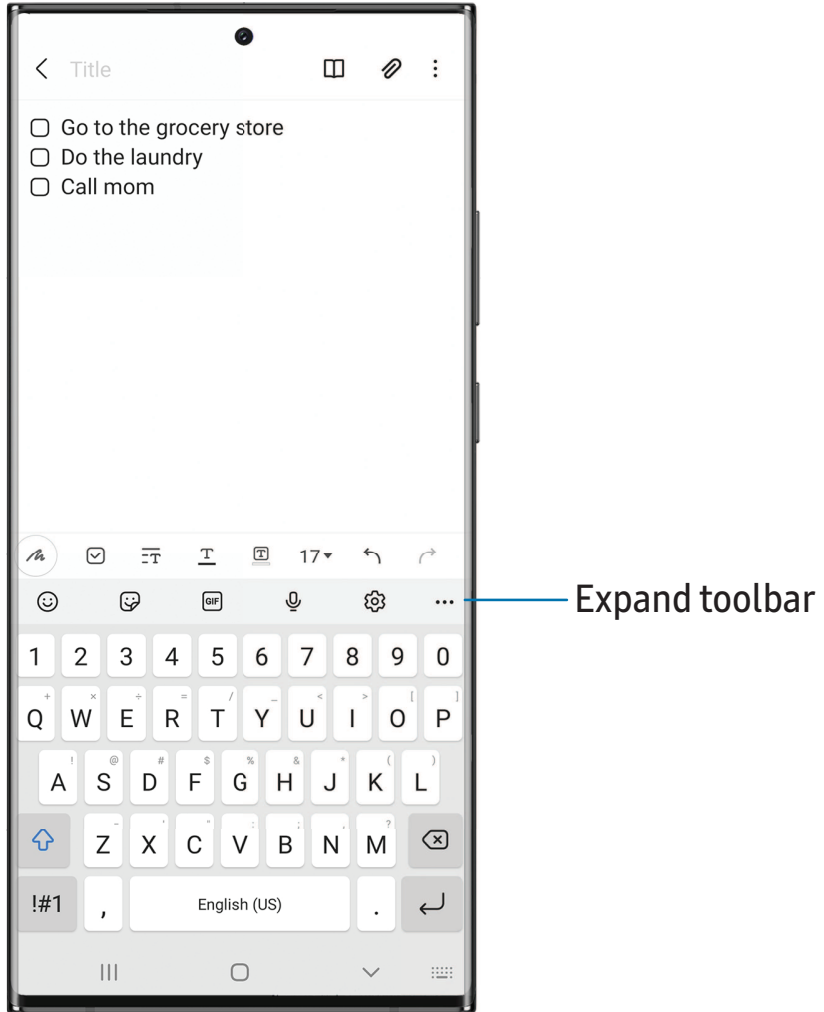 Title
Go to the grocery store
Do the laundry
Call mom
T T T 17
GIF
Expand toolbar
1 2 3 4 5 6 7 8 9 0
+ × ÷ = / _ < > [ ]
Q W E R T Y U I O P
! @ # $ % & * ( )
A S D F G H J K L
- ' " : ; , ?
Z X C V B N M
!#1 , English (US) .